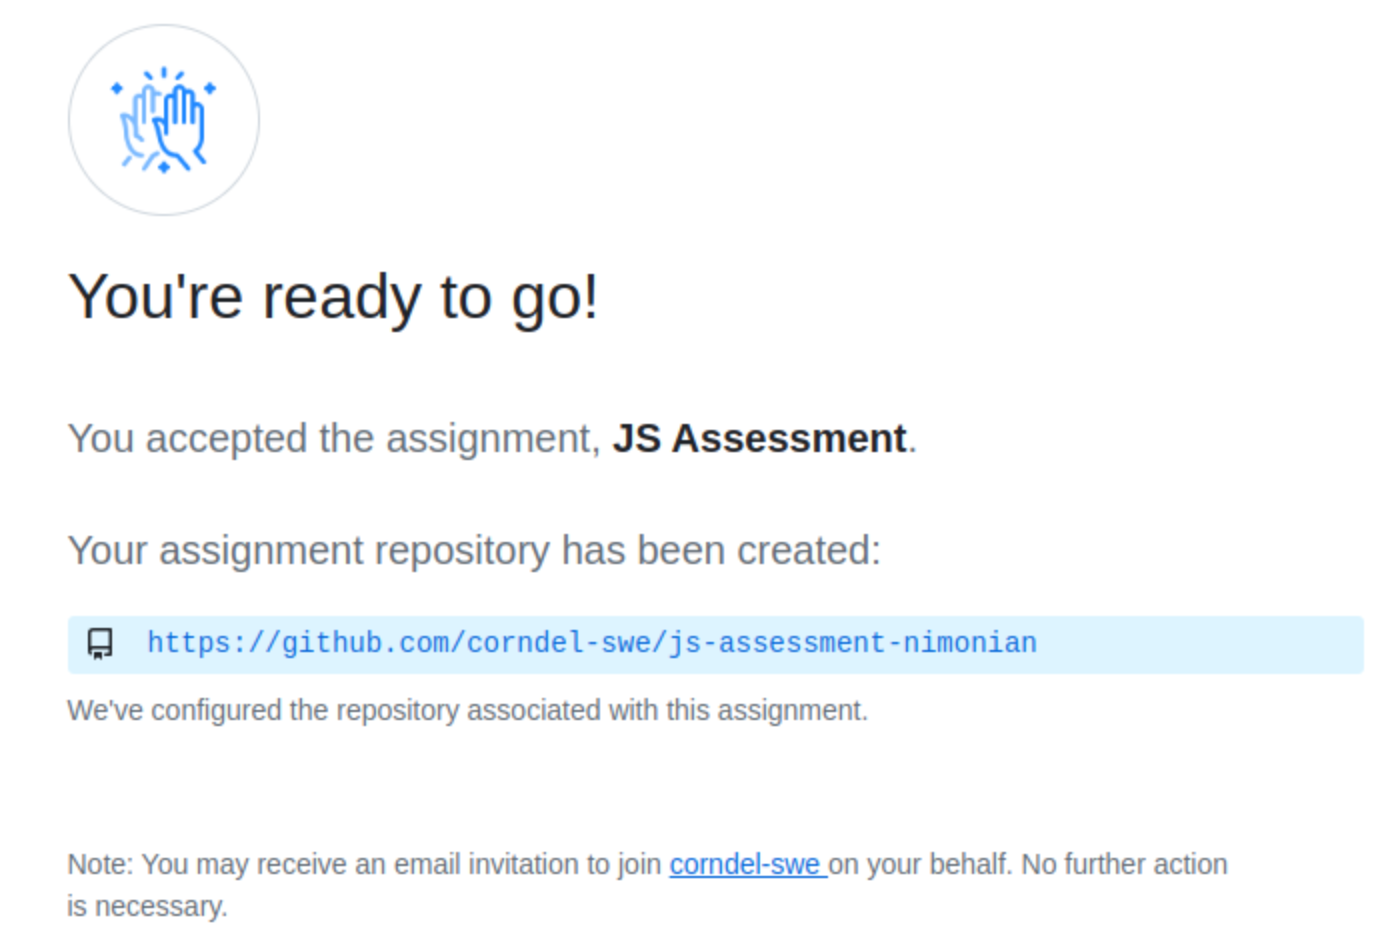 You're ready to go!
You accepted the assignment, JS Assessment.
Your assignment repository has been created:
https://github.com/corndel-swe/js-assessment-nimonian
We've configured the repository associated with this assignment.
Note: You may receive an email invitation to join corndel-swe on your behalf. No further action
is necessary.